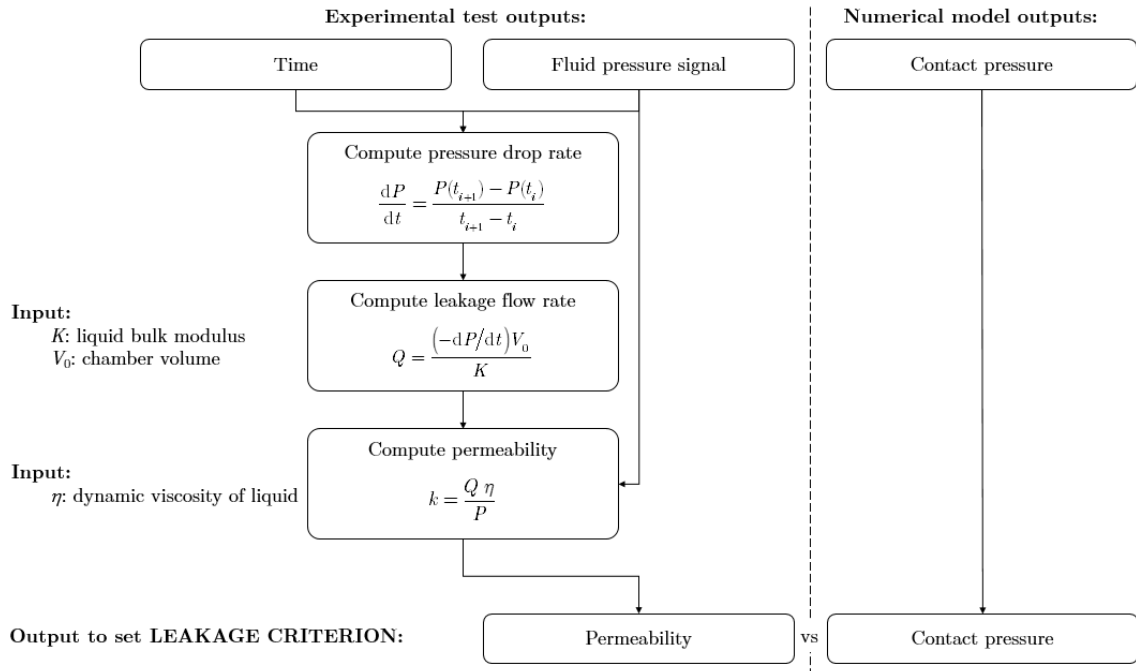 Experimental test outputs:
Numerical model outputs:
Time
Fluid pressure signal
Contact pressure
Compute pressure drop rate
dP/dt = (P(t_{i+1}) − P(t_i))/(t_{i+1} − t_i)
Input:
K: liquid bulk modulus
V_0: chamber volume
Compute leakage flow rate
Q = ((−dP/dt)V_0)/K
Input:
η: dynamic viscosity of liquid
Compute permeability
k = (Q η)/P
Output to set LEAKAGE CRITERION:
Permeability
vs
Contact pressure